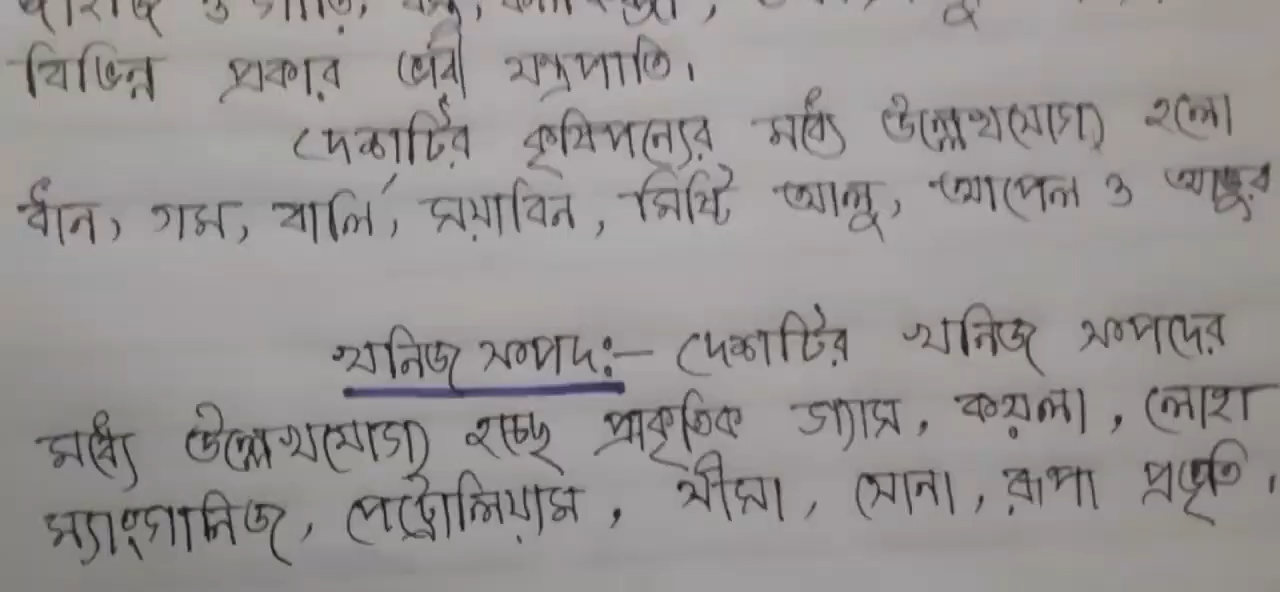 জাহাজ ও গাড়ি,
বিভিন্ন প্রকার ভারী যন্ত্রপাতি।
দেশটির কৃষিপন্যের মধ্যে উল্লেখযোগ্য হলো
ধান, গম, বার্লি, সয়াবিন, মিষ্টি আলু, আপেল ও আঙ্গুর
খনিজ সম্পদ:- দেশটির খনিজ সম্পদের
মধ্যে উল্লেখযোগ্য হচ্ছে প্রাকৃতিক গ্যাস, কয়লা, লোহা
ম্যাংগানিজ, পেট্রোলিয়াম, সীসা, সোনা, রূপা প্রভৃতি।